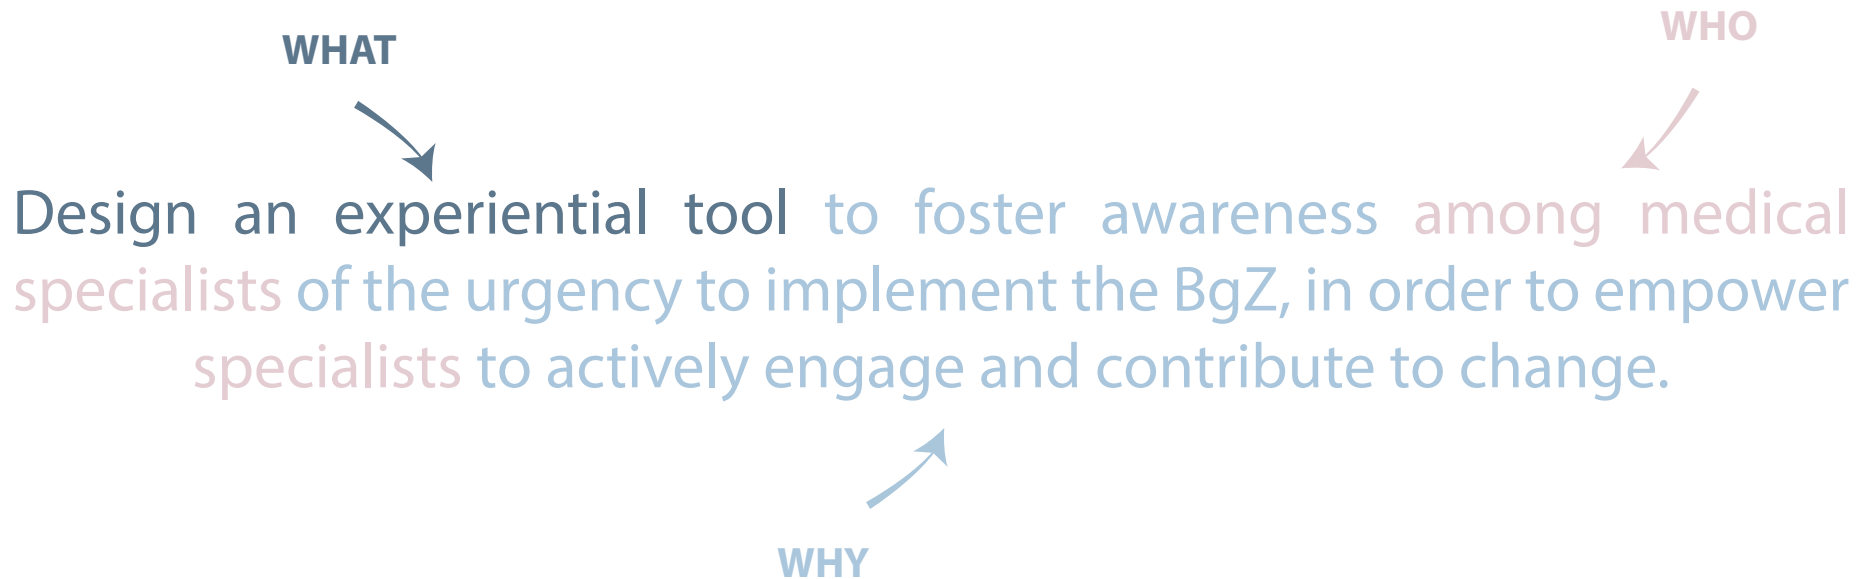 WHO
WHAT
Design an experiential tool to foster awareness among medical
specialists of the urgency to implement the BgZ, in order to empower
specialists to actively engage and contribute to change.
WHY